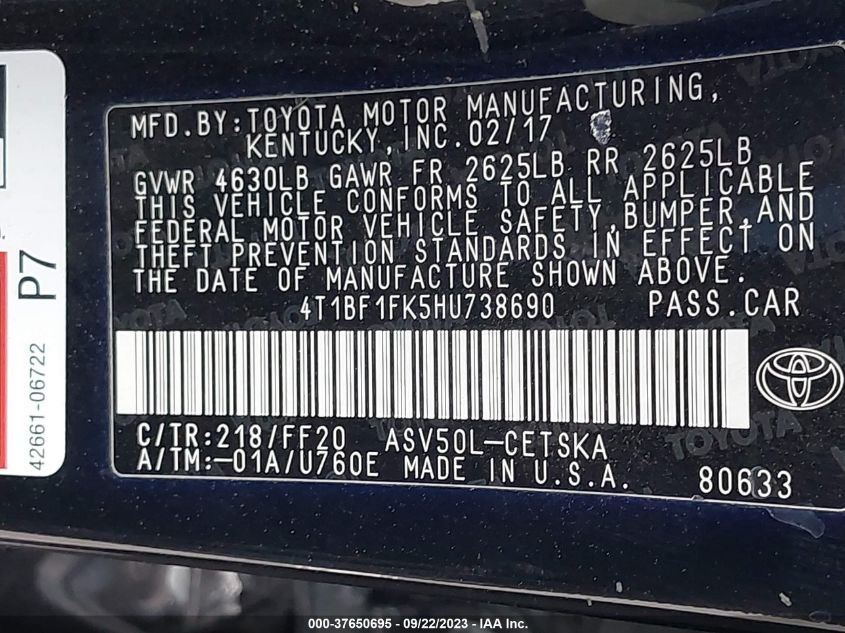 MFD.BY:TOYOTA MOTOR MANUFACTURING,
KENTUCKY,INC.02/17
GVWR 4630LB GAWR FR 2625LB RR 2625LB
THIS VEHICLE CONFORMS TO ALL APPLICABLE
FEDERAL MOTOR VEHICLE SAFETY,BUMPER,AND
THEFT PREVENTION STANDARDS IN EFFECT ON
THE DATE OF MANUFACTURE SHOWN ABOVE.
4T1BF1FK5HU738690 PASS.CAR
C/TR:218/FF20 ASV50L-CETSKA
A/TM:-01A/U760E MADE IN U.S.A. 80633
P7
42661-06722
000-37650695 - 09/22/2023 - IAA Inc.